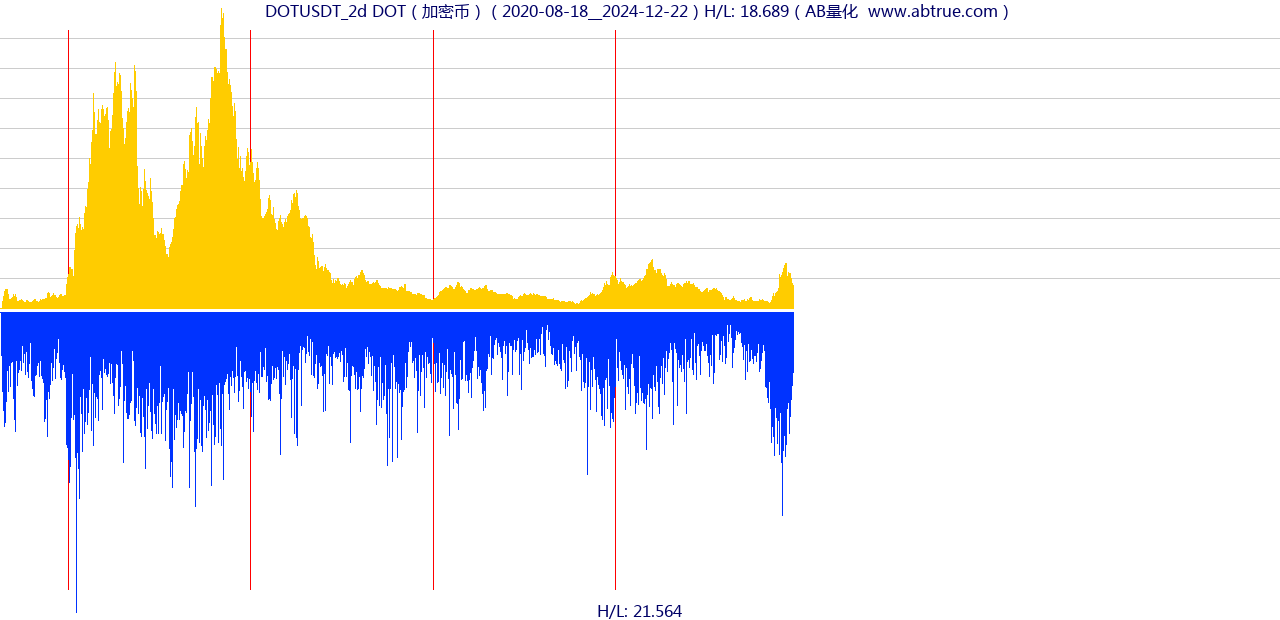 DOTUSDT_2d DOT（加密币）（2020-08-18__2024-12-22）H/L: 18.689（AB量化  www.abtrue.com）
H/L: 21.564